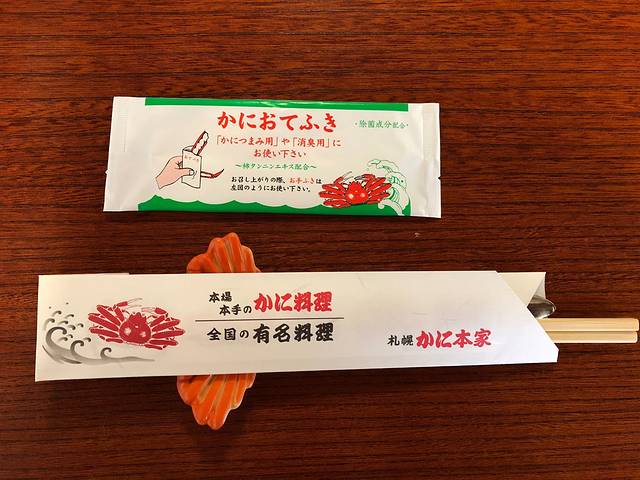 かにおてふき
・除菌成分配合・
「かにつまみ用」や「消臭用」に
お使い下さい
～柿タンニンエキス配合～
お召し上がりの際、お手ふきは
左図のようにお使い下さい。
本場
本手のかに料理
全国の有名料理
札幌かに本家